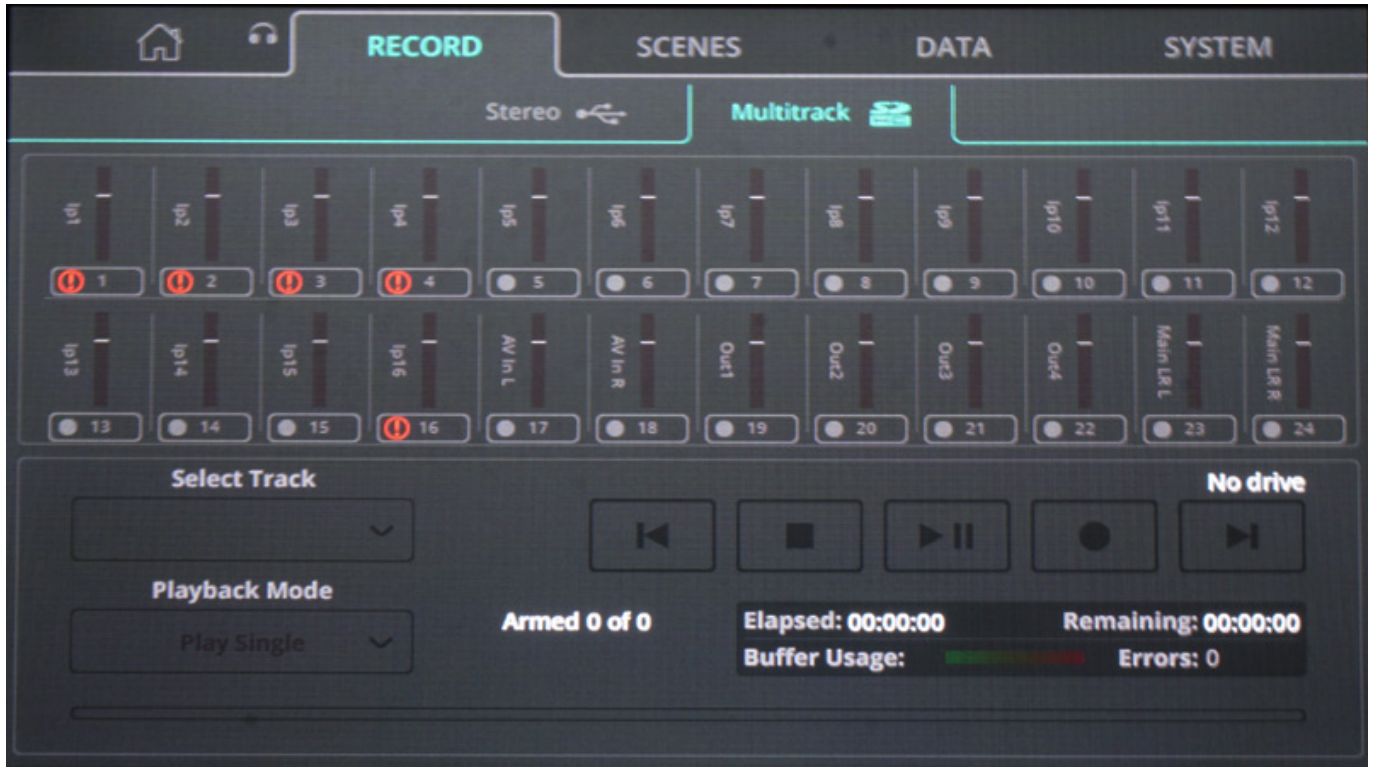 RECORD SCENES DATA SYSTEM
Stereo Multitrack
Ip1 Ip2 Ip3 Ip4 Ip5 Ip6 Ip7 Ip8 Ip9 Ip10 Ip11 Ip12
1 2 3 4 5 6 7 8 9 10 11 12
Ip13 Ip14 Ip15 Ip16 AV In L AV In R Out1 Out2 Out3 Out4 Main LR L Main LR R
13 14 15 16 17 18 19 20 21 22 23 24
Select Track No drive
Playback Mode
Play Single Armed 0 of 0 Elapsed: 00:00:00 Remaining: 00:00:00
Buffer Usage: Errors: 0